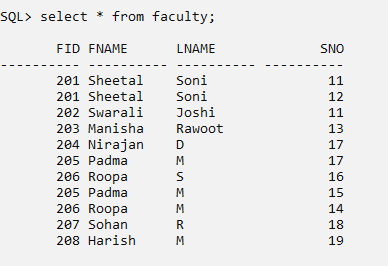 SQL> select * from faculty;
FID FNAME LNAME SNO
---------- ---------- ---------- ----------
201 Sheetal Soni 11
201 Sheetal Soni 12
202 Swarali Joshi 11
203 Manisha Rawoot 13
204 Nirajan D 17
205 Padma M 17
206 Roopa S 16
205 Padma M 15
206 Roopa M 14
207 Sohan R 18
208 Harish M 19